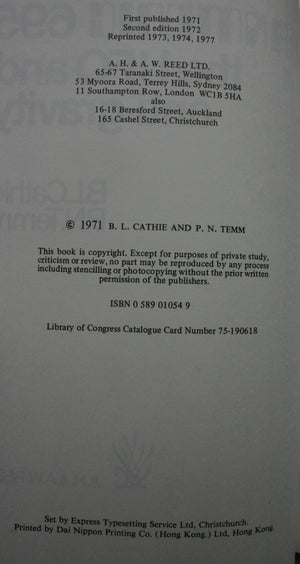 First published 1971
Second edition 1972
Reprinted 1973, 1974, 1977
A. H. & A. W. REED LTD.
65-67 Taranaki Street, Wellington
53 Myoora Road, Terrey Hills, Sydney 2084
11 Southampton Row, London WC1B 5HA
also
16-18 Beresford Street, Auckland
165 Cashel Street, Christchurch
© 1971 B. L. CATHIE AND P. N. TEMM
This book is copyright. Except for purposes of private study,
criticism or review, no part may be reproduced by any process
including stencilling or photocopying without the prior written
permission of the publishers.
ISBN 0 589 01054 9
Library of Congress Catalogue Card Number 75-190618
Set by Express Typesetting Service Ltd, Christchurch.
Printed by Dai Nippon Printing Co. (Hong Kong.) Ltd, Hong Kong.